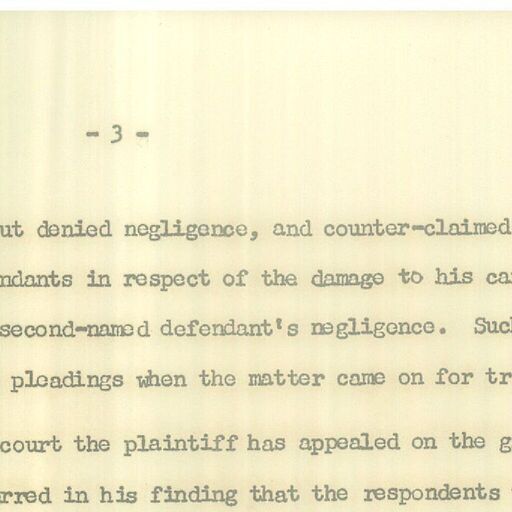 - 3 -
ut denied negligence, and counter-claimed
ndants in respect of the damage to his ca
second-named defendant's negligence. Suc
pleadings when the matter came on for tr
court the plaintiff has appealed on the g
rred in his finding that the respondents